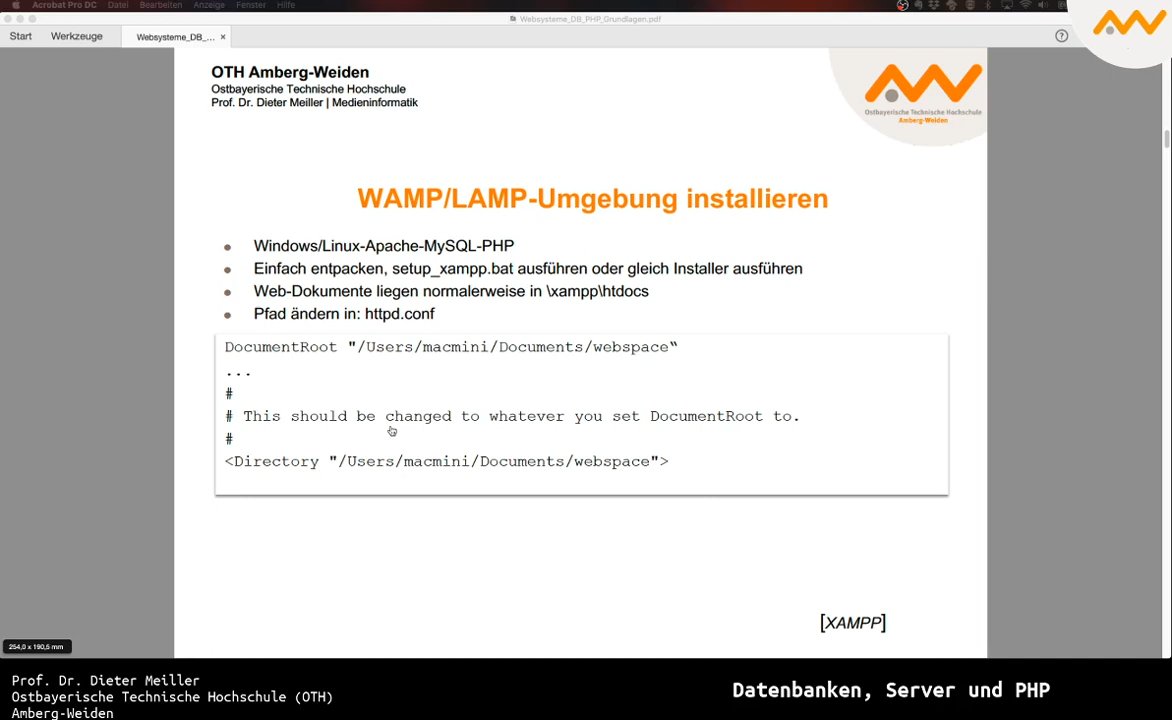 Acrobat Pro DC Datei Bearbeiten Anzeige Fenster Hilfe
Websysteme_DB_PHP_Grundlagen.pdf
Start Werkzeuge Websysteme_DB_... ×
?
OTH Amberg-Weiden
Ostbayerische Technische Hochschule
Prof. Dr. Dieter Meiller | Medieninformatik
Ostbayerische Technische Hochschule
Amberg-Weiden
WAMP/LAMP-Umgebung installieren
● Windows/Linux-Apache-MySQL-PHP
● Einfach entpacken, setup_xampp.bat ausführen oder gleich Installer ausführen
● Web-Dokumente liegen normalerweise in \xampp\htdocs
● Pfad ändern in: httpd.conf
DocumentRoot "/Users/macmini/Documents/webspace“
...
#
# This should be changed to whatever you set DocumentRoot to.
#
<Directory "/Users/macmini/Documents/webspace">
[XAMPP]
254,0 x 190,5 mm
Prof. Dr. Dieter Meiller
Ostbayerische Technische Hochschule (OTH)
Amberg-Weiden
Datenbanken, Server und PHP